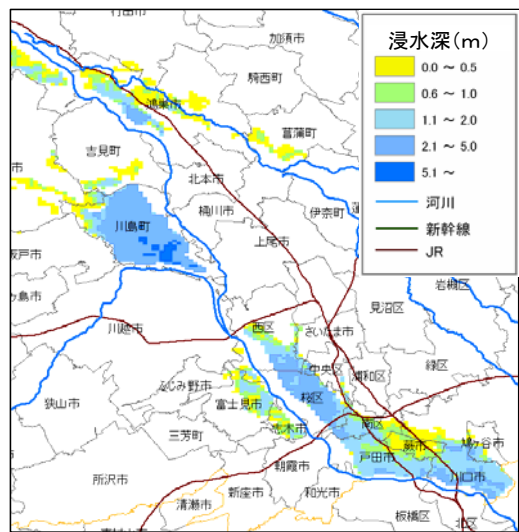 浸水深(m)
0.0 ~ 0.5
0.6 ~ 1.0
1.1 ~ 2.0
2.1 ~ 5.0
5.1 ~
河川
新幹線
JR
加須市
騎西町
鴻巣市
菖蒲町
吉見町
北本市
桶川市
伊奈町
川島町
上尾市
岩槻区
見沼区
川越市
西区
さいたま市
中央区
浦和区
緑区
桜区
ふじみ野市
狭山市
富士見市
南区
三芳町
志木市
蕨市
鳩ヶ谷市
戸田市
川口市
朝霞市
所沢市
新座市
和光市
清瀬市
板橋区
北区